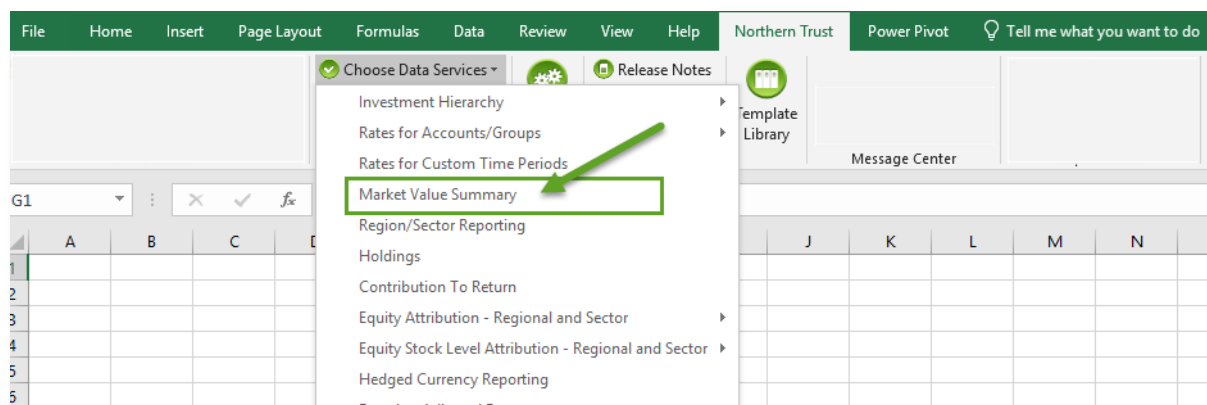 File Home Insert Page Layout Formulas Data Review View Help Northern Trust Power Pivot Tell me what you want to do
Choose Data Services
Release Notes
Template
Library
Message Center
Investment Hierarchy
Rates for Accounts/Groups
Rates for Custom Time Periods
Market Value Summary
Region/Sector Reporting
Holdings
Contribution To Return
Equity Attribution - Regional and Sector
Equity Stock Level Attribution - Regional and Sector
Hedged Currency Reporting
G1 fx
A B C D J K L M N
1
2
3
4
5
6